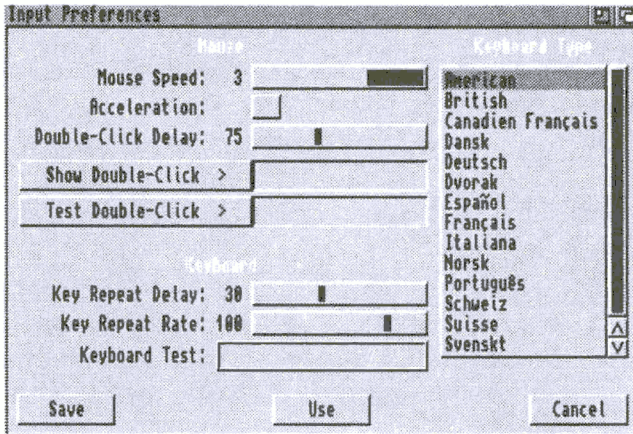 Input Preferences
Mouse
Mouse Speed: 3
Acceleration:
Double-Click Delay: 75
Show Double-Click >
Test Double-Click >
Keyboard
Key Repeat Delay: 30
Key Repeat Rate: 100
Keyboard Test:
Keyboard Type
American
British
Canadien Français
Dansk
Deutsch
Dvorak
Español
Français
Italiana
Norsk
Português
Schweiz
Suisse
Svenskt
Save
Use
Cancel